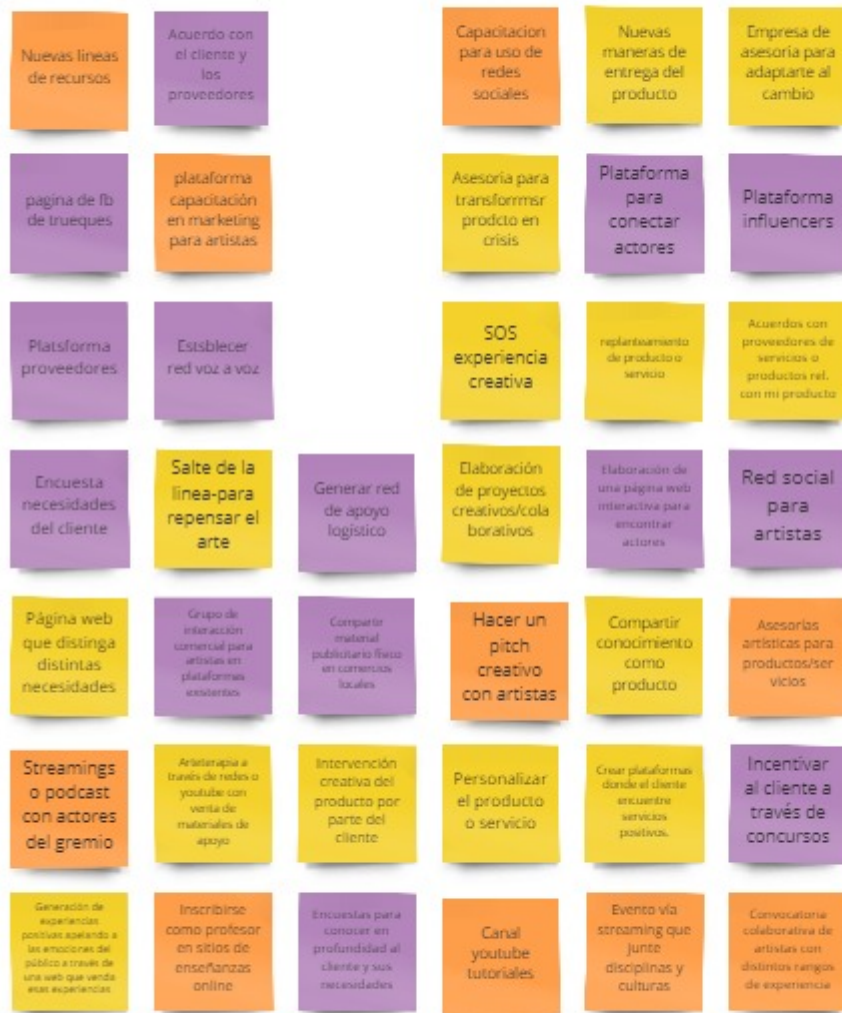 Nuevas lineas
de recursos
Acuerdo con
el cliente y
los
proveedores
Capacitacion
para uso de
redes
sociales
Nuevas
maneras de
entrega del
producto
Empresa de
asesoria para
adaptarte al
cambio
pagina de fb
de trueques
plataforma
capacitación
en marketing
para artistas
Asesoria para
transforrmsr
prodcto en
crisis
Plataforma
para
conectar
actores
Plataforma
influencers
Platsforma
proveedores
Estsblecer
red voz a voz
SOS
experiencia
creativa
replanteamiento
de producto o
servicio
Acuerdos con
proveedores de
servicios o
productos rel.
con mi producto
Encuesta
necesidades
del cliente
Salte de la
linea-para
repensar el
arte
Generar red
de apoyo
logístico
Elaboración
de proyectos
creativos/cola
borativos
Elaboración de
una página web
interactiva para
encontrar
actores
Red social
para
artistas
Página web
que distinga
distintas
necesidades
Grupo de
interacción
comercial para
artistas en
plataformas
existentes
Compartir
material
publicitario físico
en comercios
locales
Hacer un
pitch
creativo
con artistas
Compartir
conocimiento
como
producto
Asesorías
artísticas para
productos/ser
vicios
Streamings
o podcast
con actores
del gremio
Arteterapia a
través de redes o
youtube con
venta de
materiales de
apoyo
Intervención
creativa del
producto por
parte del
cliente
Personalizar
el producto
o servicio
Crear plataformas
donde el cliente
encuentre
servicios
positivos.
Incentivar
al cliente a
través de
concursos
Generación de
experiencias
positivas apelando a
las emociones del
público a través de
una web que venda
esas experiencias
Inscribirse
como profesor
en sitios de
enseñanzas
online
Encuestas para
conocer en
profundidad al
cliente y sus
necesidades
Canal
youtube
tutoriales
Evento vía
streaming que
junte
disciplinas y
culturas
Convocatoria
colaborativa de
artistas con
distintos rangos
de experiencia